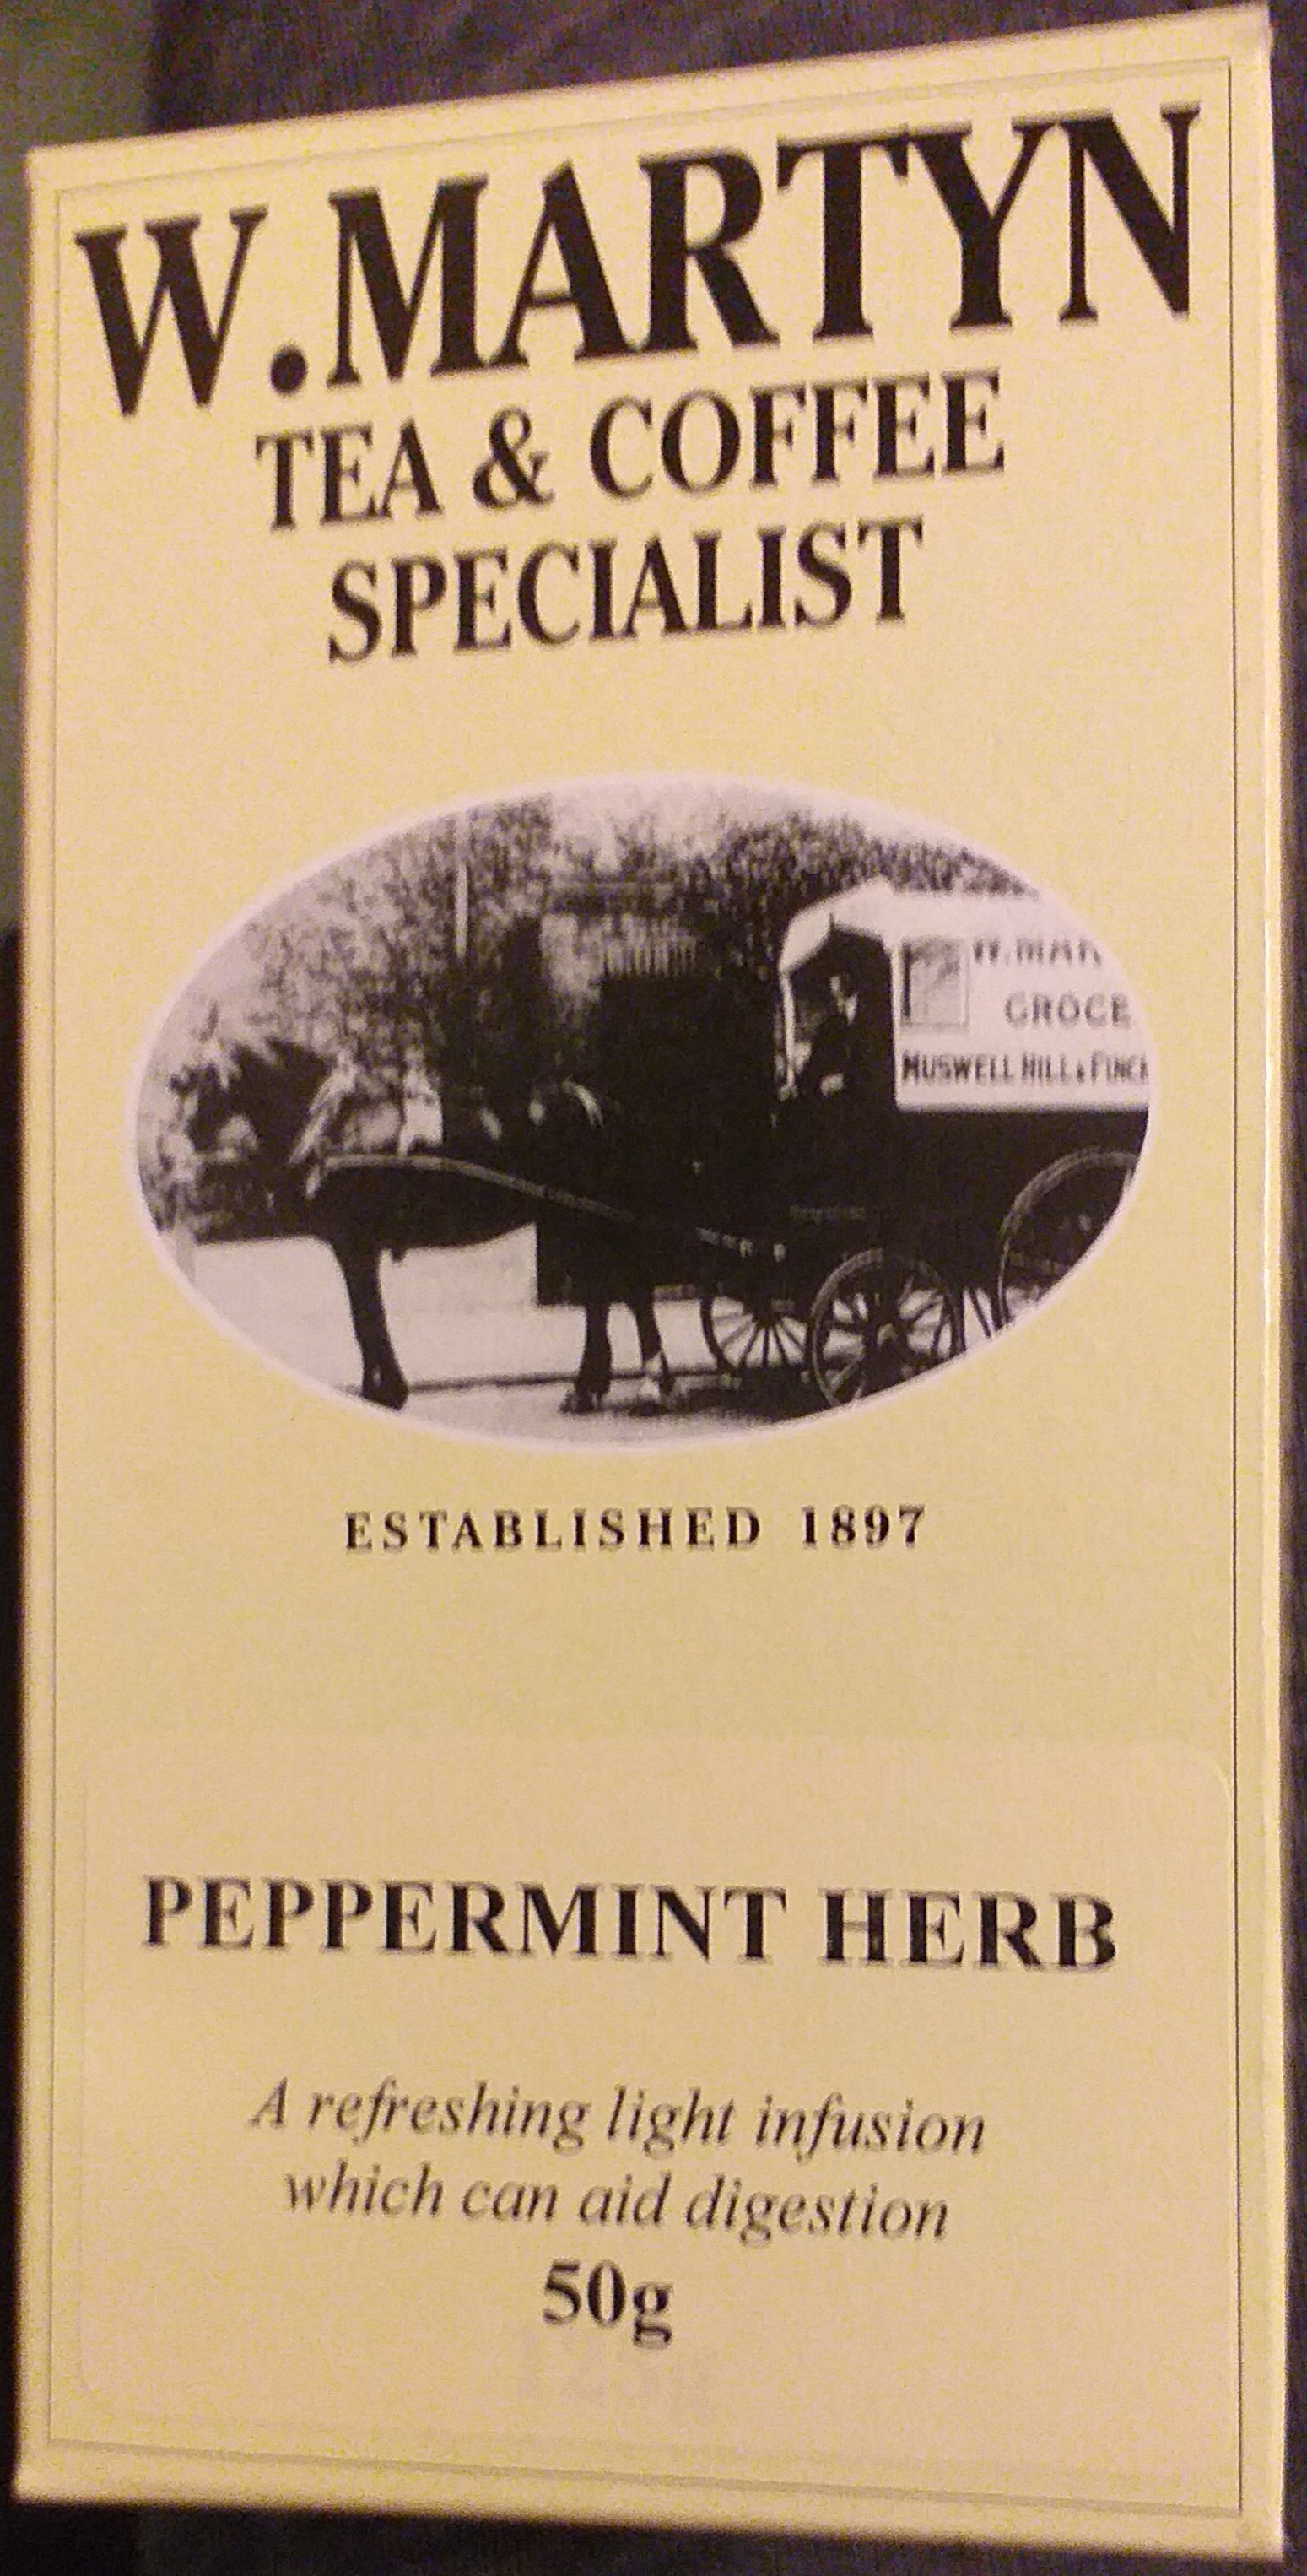 W.MARTYN
TEA & COFFEE
SPECIALIST
W.MAR
GROCE
MUSWELL HILL & FINCH
ESTABLISHED 1897
PEPPERMINT HERB
A refreshing light infusion
which can aid digestion
50g